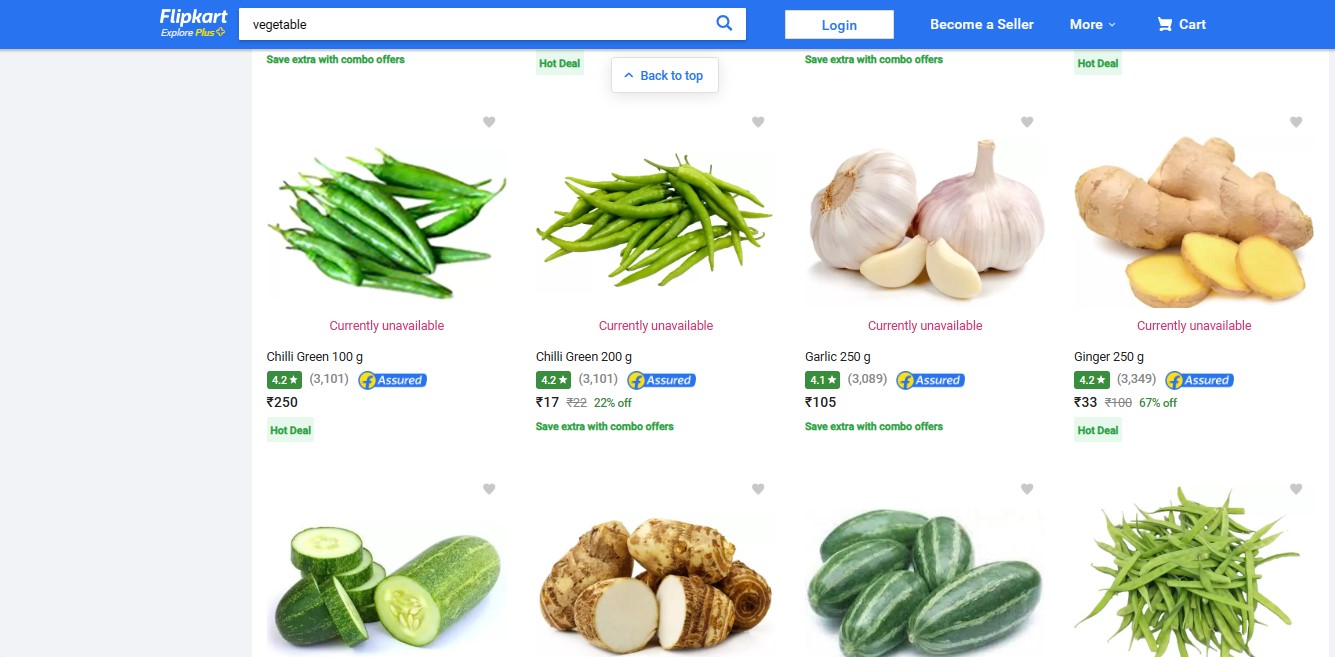 Flipkart
Explore Plus
vegetable
Login
Become a Seller
More
Cart
Save extra with combo offers
Hot Deal
Save extra with combo offers
Hot Deal
Back to top
Currently unavailable
Currently unavailable
Currently unavailable
Currently unavailable
Chilli Green 100 g
Chilli Green 200 g
Garlic 250 g
Ginger 250 g
4.2★ (3,101) f Assured
4.2★ (3,101) f Assured
4.1★ (3,089) f Assured
4.2★ (3,349) f Assured
₹250
₹17 ₹22 22% off
₹105
₹33 ₹100 67% off
Hot Deal
Save extra with combo offers
Save extra with combo offers
Hot Deal